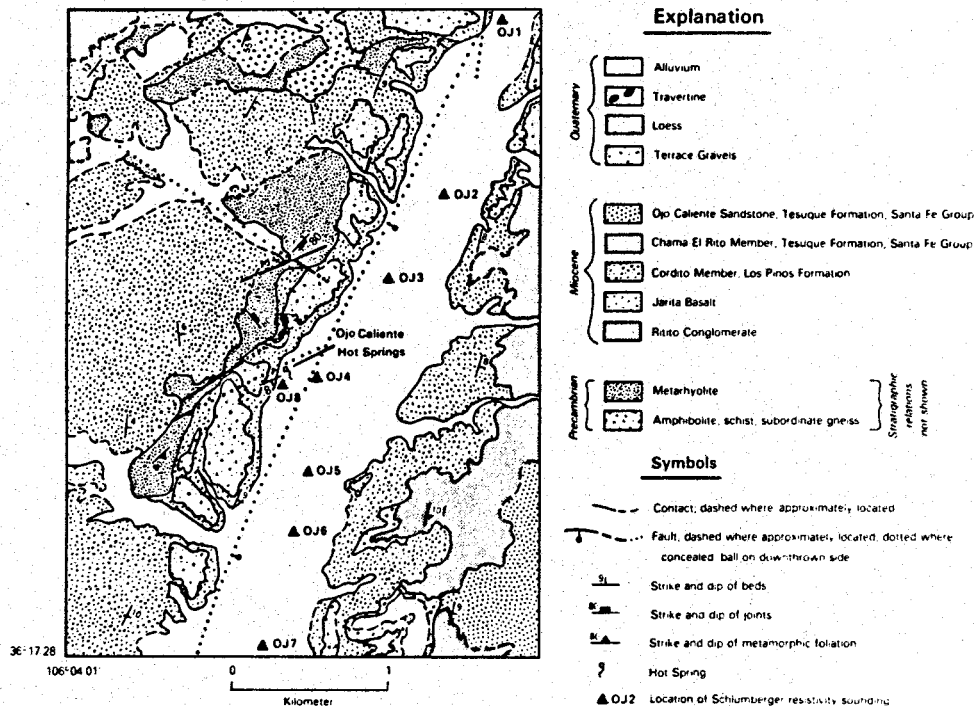 OJ1
OJ2
OJ3
Ojo Caliente
Hot Springs
OJ4
OJ8
OJ5
OJ6
OJ7
36° 17 28
106° 04 01'
0
1
Kilometer
Explanation
Quaternary
Alluvium
Travertine
Loess
Terrace Gravels
Miocene
Ojo Caliente Sandstone, Tesuque Formation, Santa Fe Group
Chama El Rito Member, Tesuque Formation, Santa Fe Group
Cordito Member, Los Pinos Formation
Jarita Basalt
Ritito Conglomerate
Precambrian
Metarhyolite
Amphibolite, schist, subordinate gneiss
Stratigraphic
relations
not shown
Symbols
Contact, dashed where approximately located
Fault, dashed where approximately located, dotted where
concealed ball on downthrown side
Strike and dip of beds
Strike and dip of joints
Strike and dip of metamorphic foliation
Hot Spring
OJ2 Location of Schlumberger resistivity sounding